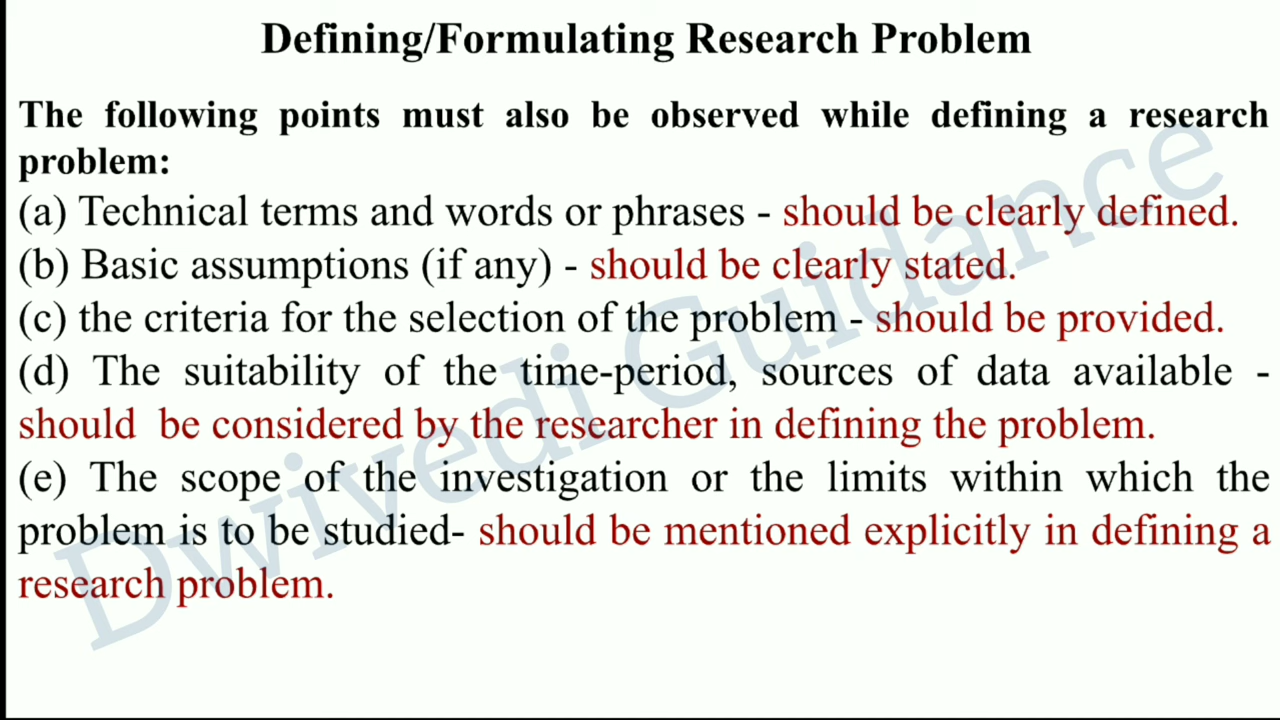 Defining/Formulating Research Problem
The following points must also be observed while defining a research
problem:
(a) Technical terms and words or phrases - should be clearly defined.
(b) Basic assumptions (if any) - should be clearly stated.
(c) the criteria for the selection of the problem - should be provided.
(d) The suitability of the time-period, sources of data available -
should be considered by the researcher in defining the problem.
(e) The scope of the investigation or the limits within which the
problem is to be studied- should be mentioned explicitly in defining a
research problem.
Dwivedi Guidance